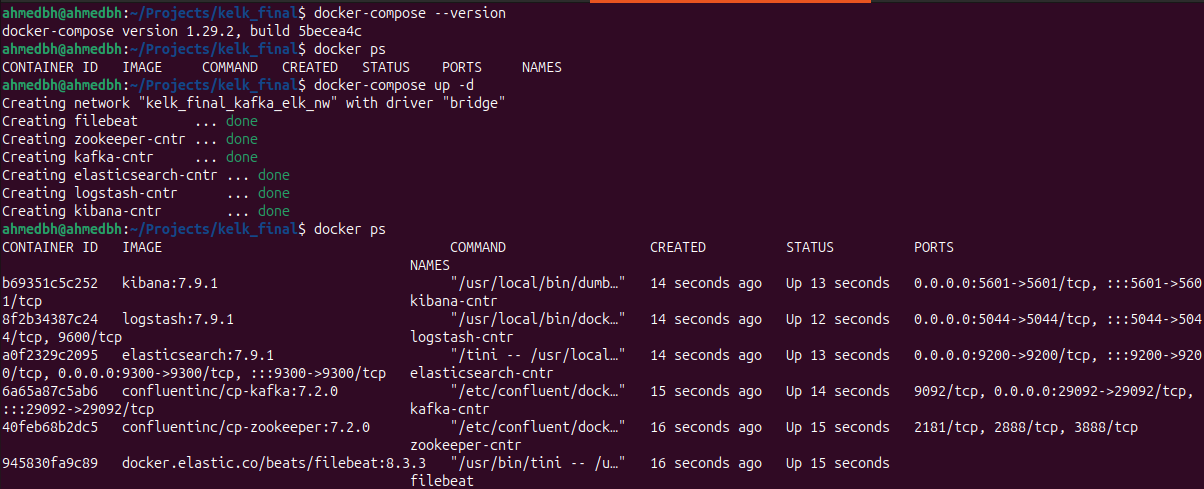 ahmedbh@ahmedbh:~/Projects/kelk_final$ docker-compose --version
docker-compose version 1.29.2, build 5becea4c
ahmedbh@ahmedbh:~/Projects/kelk_final$ docker ps
CONTAINER ID   IMAGE     COMMAND   CREATED   STATUS    PORTS     NAMES
ahmedbh@ahmedbh:~/Projects/kelk_final$ docker-compose up -d
Creating network "kelk_final_kafka_elk_nw" with driver "bridge"
Creating filebeat       ... done
Creating zookeeper-cntr ... done
Creating kafka-cntr     ... done
Creating elasticsearch-cntr ... done
Creating logstash-cntr      ... done
Creating kibana-cntr        ... done
ahmedbh@ahmedbh:~/Projects/kelk_final$ docker ps
CONTAINER ID   IMAGE                                    COMMAND                  CREATED          STATUS          PORTS
                                                   NAMES
b69351c5c252   kibana:7.9.1                             "/usr/local/bin/dumb…"   14 seconds ago   Up 13 seconds   0.0.0.0:5601->5601/tcp, :::5601->560
1/tcp                                              kibana-cntr
8f2b34387c24   logstash:7.9.1                           "/usr/local/bin/dock…"   14 seconds ago   Up 12 seconds   0.0.0.0:5044->5044/tcp, :::5044->504
4/tcp, 9600/tcp                                    logstash-cntr
a0f2329c2095   elasticsearch:7.9.1                      "/tini -- /usr/local…"   14 seconds ago   Up 13 seconds   0.0.0.0:9200->9200/tcp, :::9200->920
0/tcp, 0.0.0.0:9300->9300/tcp, :::9300->9300/tcp   elasticsearch-cntr
6a65a87c5ab6   confluentinc/cp-kafka:7.2.0              "/etc/confluent/dock…"   15 seconds ago   Up 14 seconds   9092/tcp, 0.0.0.0:29092->29092/tcp,
:::29092->29092/tcp                                kafka-cntr
40feb68b2dc5   confluentinc/cp-zookeeper:7.2.0          "/etc/confluent/dock…"   16 seconds ago   Up 15 seconds   2181/tcp, 2888/tcp, 3888/tcp
                                                   zookeeper-cntr
945830fa9c89   docker.elastic.co/beats/filebeat:8.3.3   "/usr/bin/tini -- /u…"   16 seconds ago   Up 15 seconds
                                                   filebeat